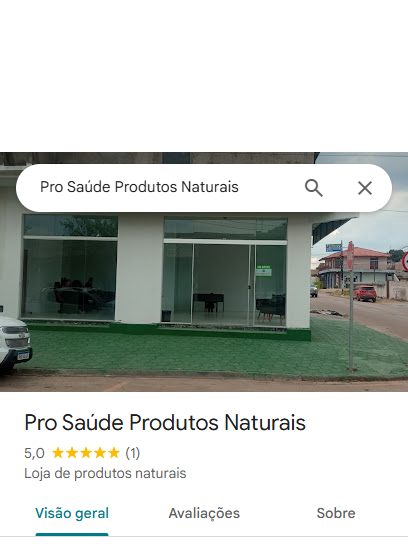 Pro Saúde Produtos Naturais
Pro Saúde Produtos Naturais
5,0 (1)
Loja de produtos naturais
Visão geral Avaliações Sobre